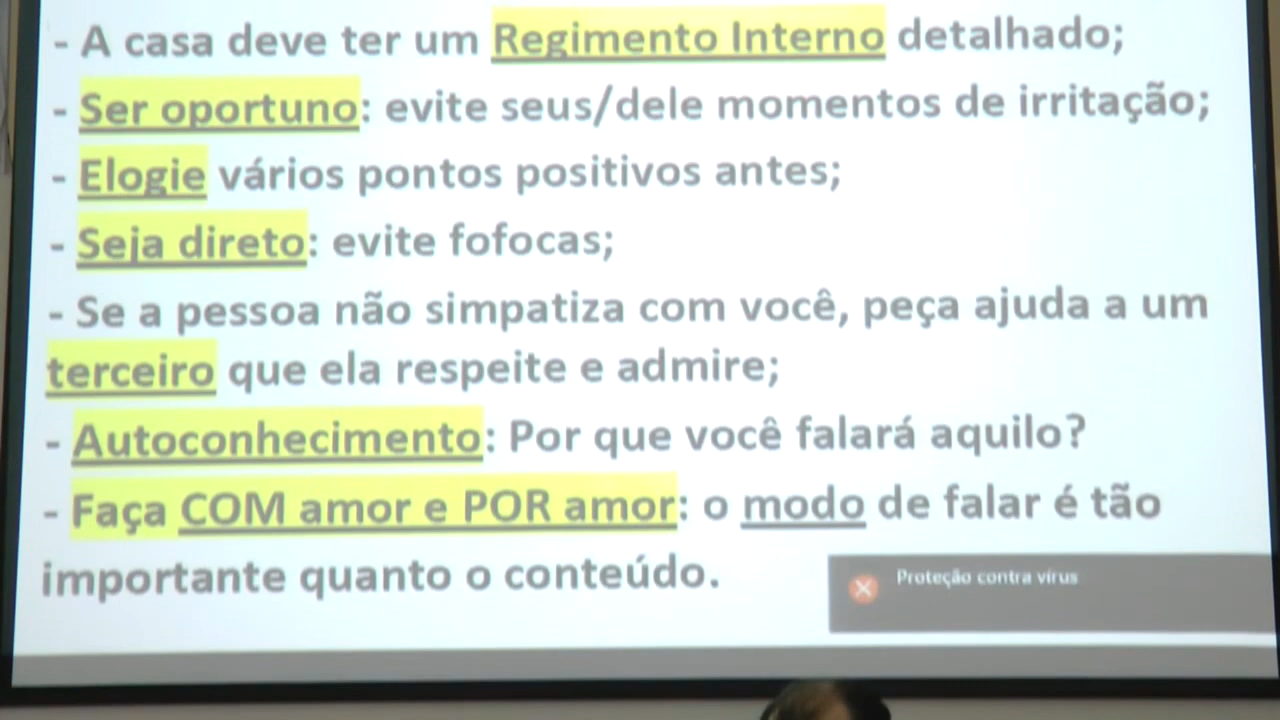 - A casa deve ter um Regimento Interno detalhado;
- Ser oportuno: evite seus/dele momentos de irritação;
- Elogie vários pontos positivos antes;
- Seja direto: evite fofocas;
- Se a pessoa não simpatiza com você, peça ajuda a um
terceiro que ela respeite e admire;
- Autoconhecimento: Por que você falará aquilo?
- Faça COM amor e POR amor: o modo de falar é tão
importante quanto o conteúdo.
Proteção contra vírus